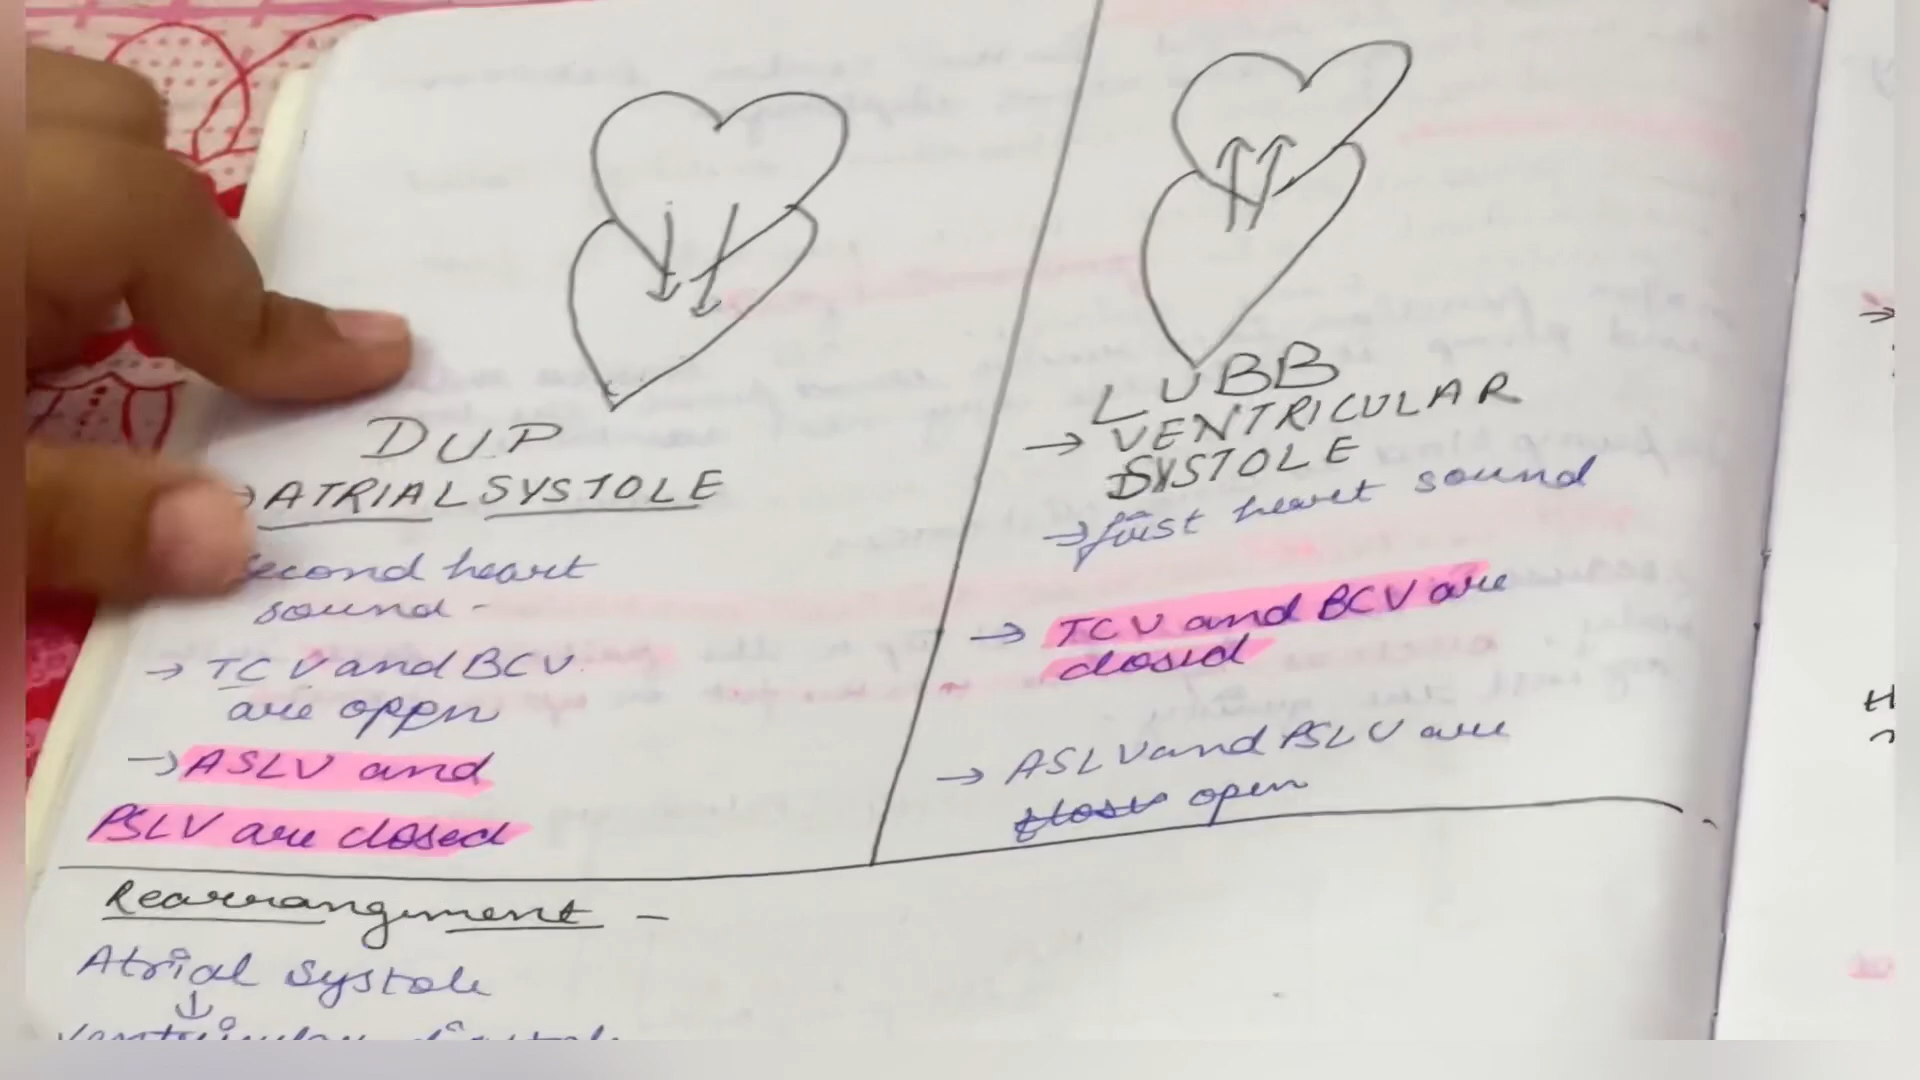 DUP
→ ATRIAL SYSTOLE
second heart
sound -
→ TCV and BCV
are open
→ ASLV and
PSLV are closed
LUBB
→ VENTRICULAR
SYSTOLE
→ first heart sound
→ TCV and BCV are
closed
→ ASLV and PSLV are
open
Rearrangement -
Atrial systole
↓